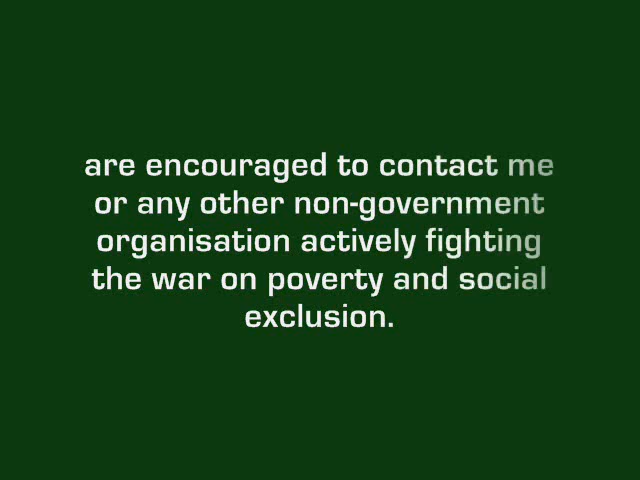 are encouraged to contact me
or any other non-government
organisation actively fighting
the war on poverty and social
exclusion.